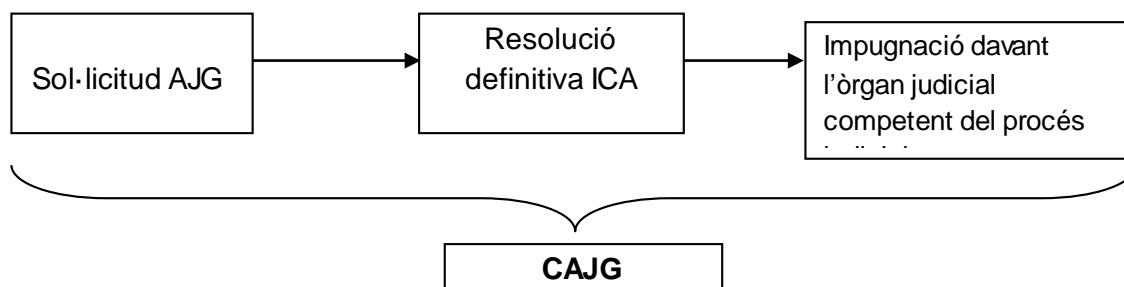 Sol·licitud AJG
Resolució
definitiva ICA
Impugnació davant
l’òrgan judicial
competent del procés
CAJG